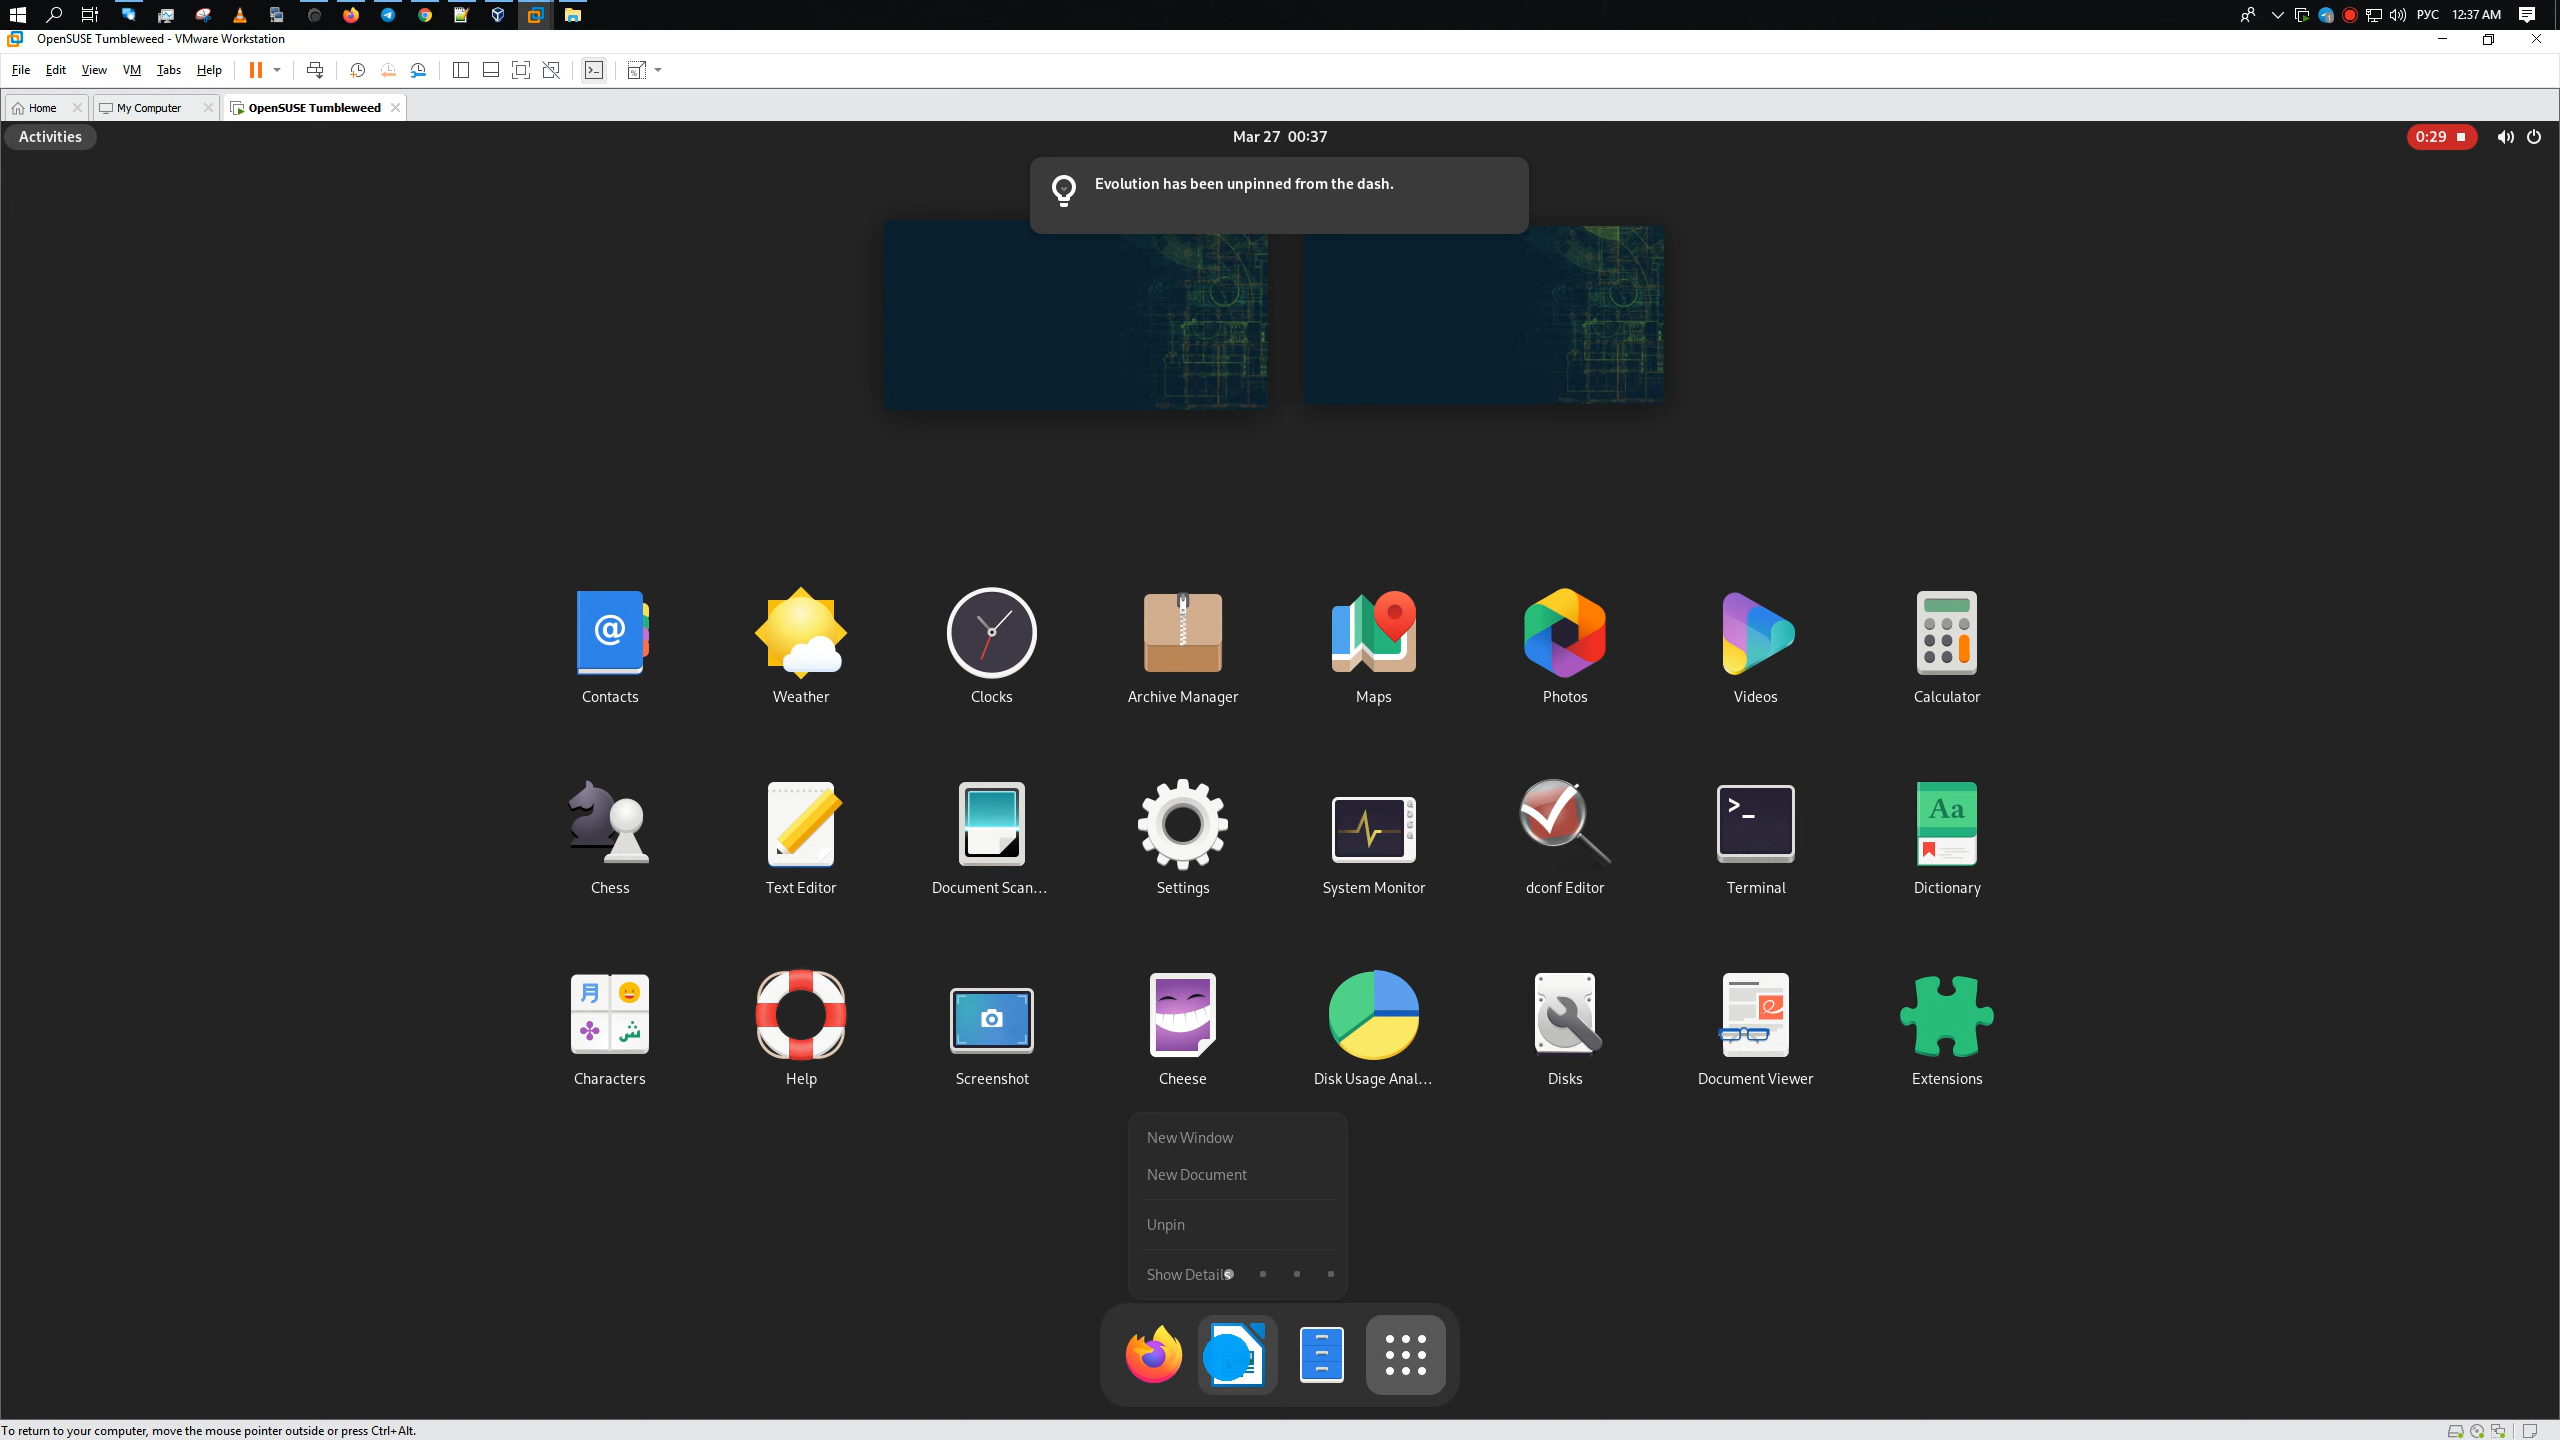 РУС 12:37 AM
OpenSUSE Tumbleweed - VMware Workstation
File Edit View VM Tabs Help
Home My Computer OpenSUSE Tumbleweed
Activities Mar 27 00:37 0:29
Evolution has been unpinned from the dash.
Contacts Weather Clocks Archive Manager Maps Photos Videos Calculator
Chess Text Editor Document Scan... Settings System Monitor dconf Editor Terminal Dictionary
Characters Help Screenshot Cheese Disk Usage Anal... Disks Document Viewer Extensions
New Window
New Document
Unpin
Show Details
To return to your computer, move the mouse pointer outside or press Ctrl+Alt.